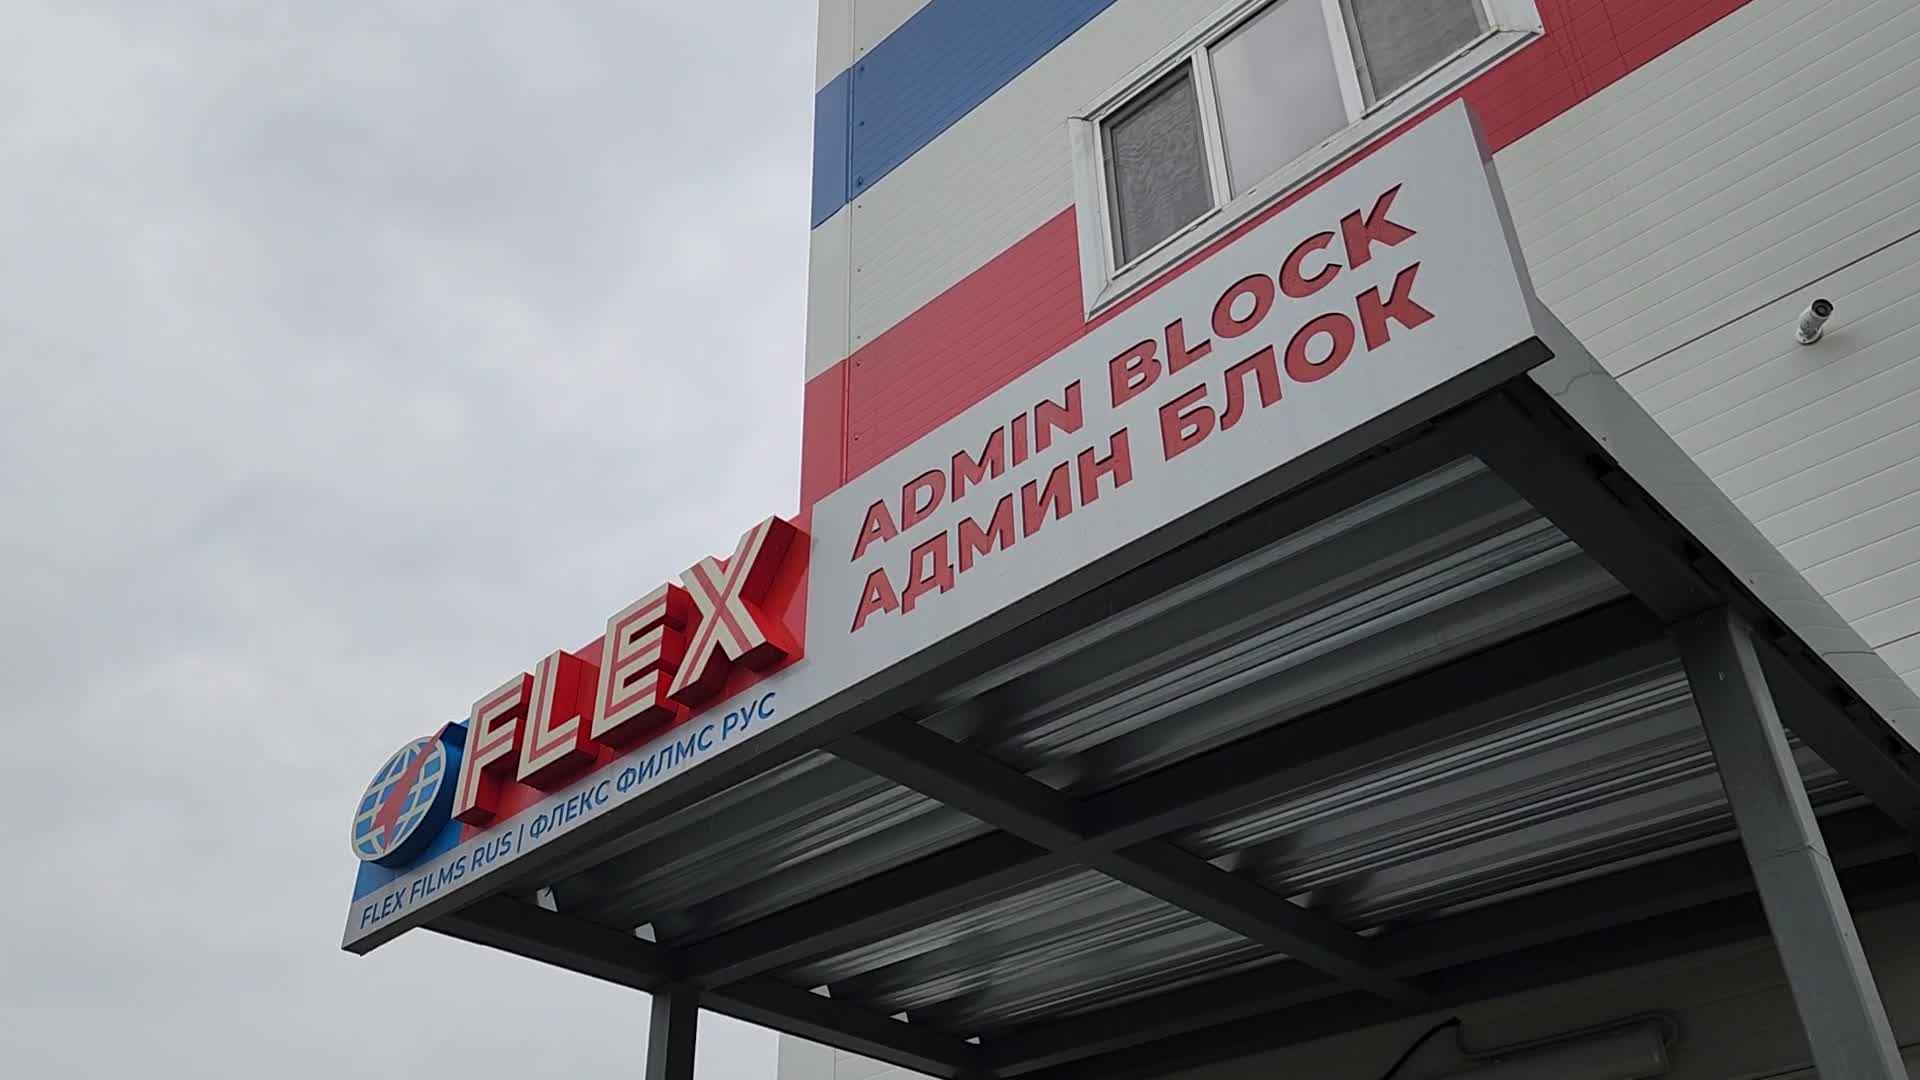 FLEX
FLEX FILMS RUS | ФЛЕКС ФИЛМС РУС
ADMIN BLOCK
АДМИН БЛОК